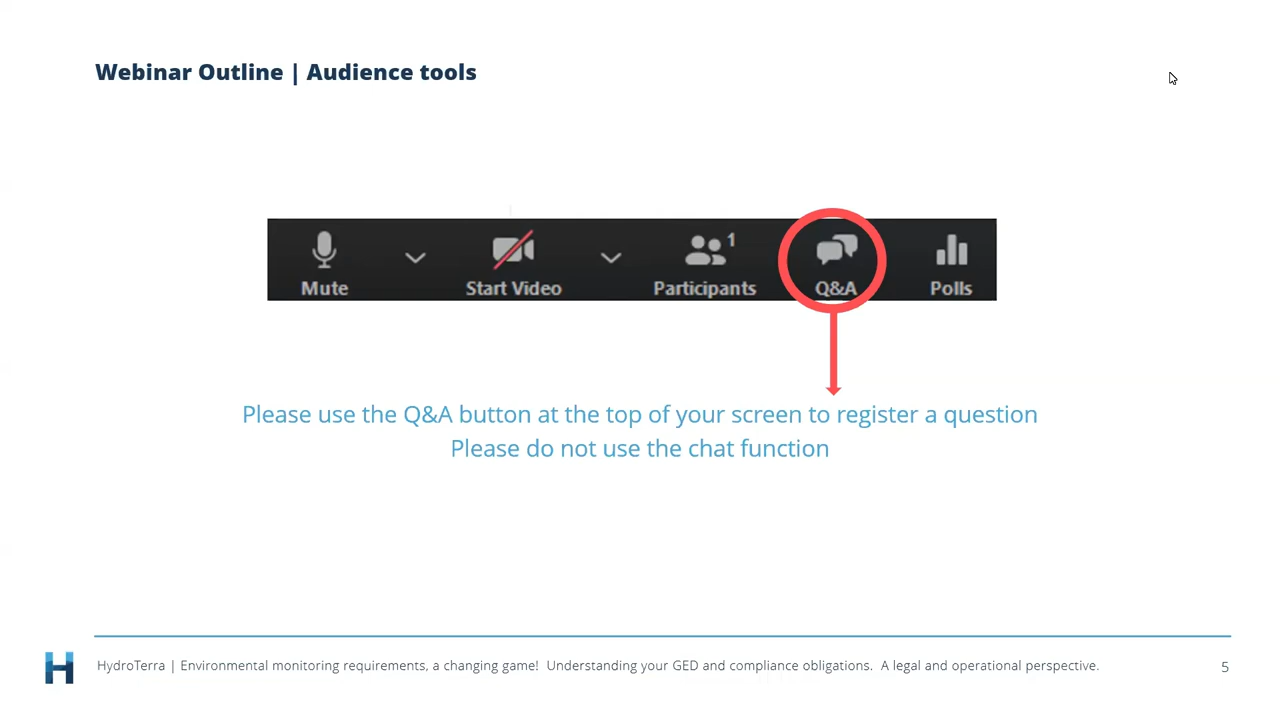 Webinar Outline | Audience tools
Mute
Start Video
Participants
1
Q&A
Polls
Please use the Q&A button at the top of your screen to register a question
Please do not use the chat function
HydroTerra | Environmental monitoring requirements, a changing game!  Understanding your GED and compliance obligations.  A legal and operational perspective.
5